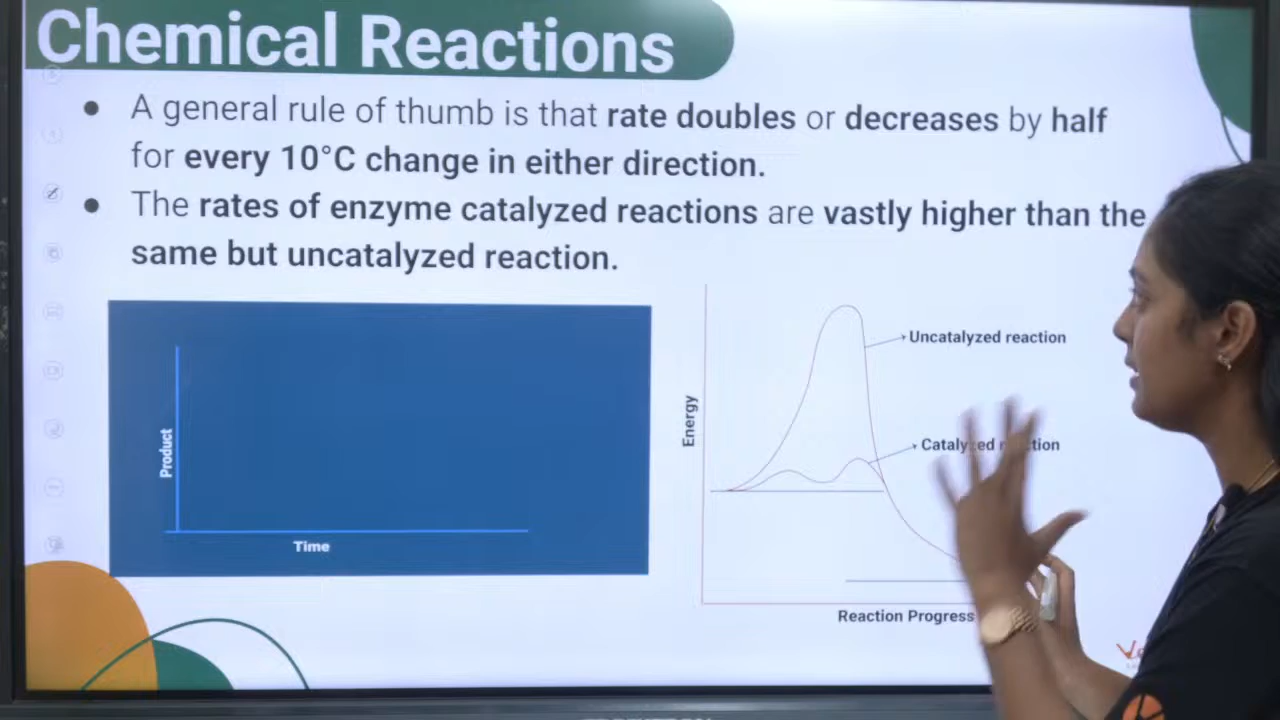 Chemical Reactions
• A general rule of thumb is that rate doubles or decreases by half
for every 10°C change in either direction.
• The rates of enzyme catalyzed reactions are vastly higher than the
same but uncatalyzed reaction.
Product
Time
Energy
Uncatalyzed reaction
Catalyzed reaction
Reaction Progress